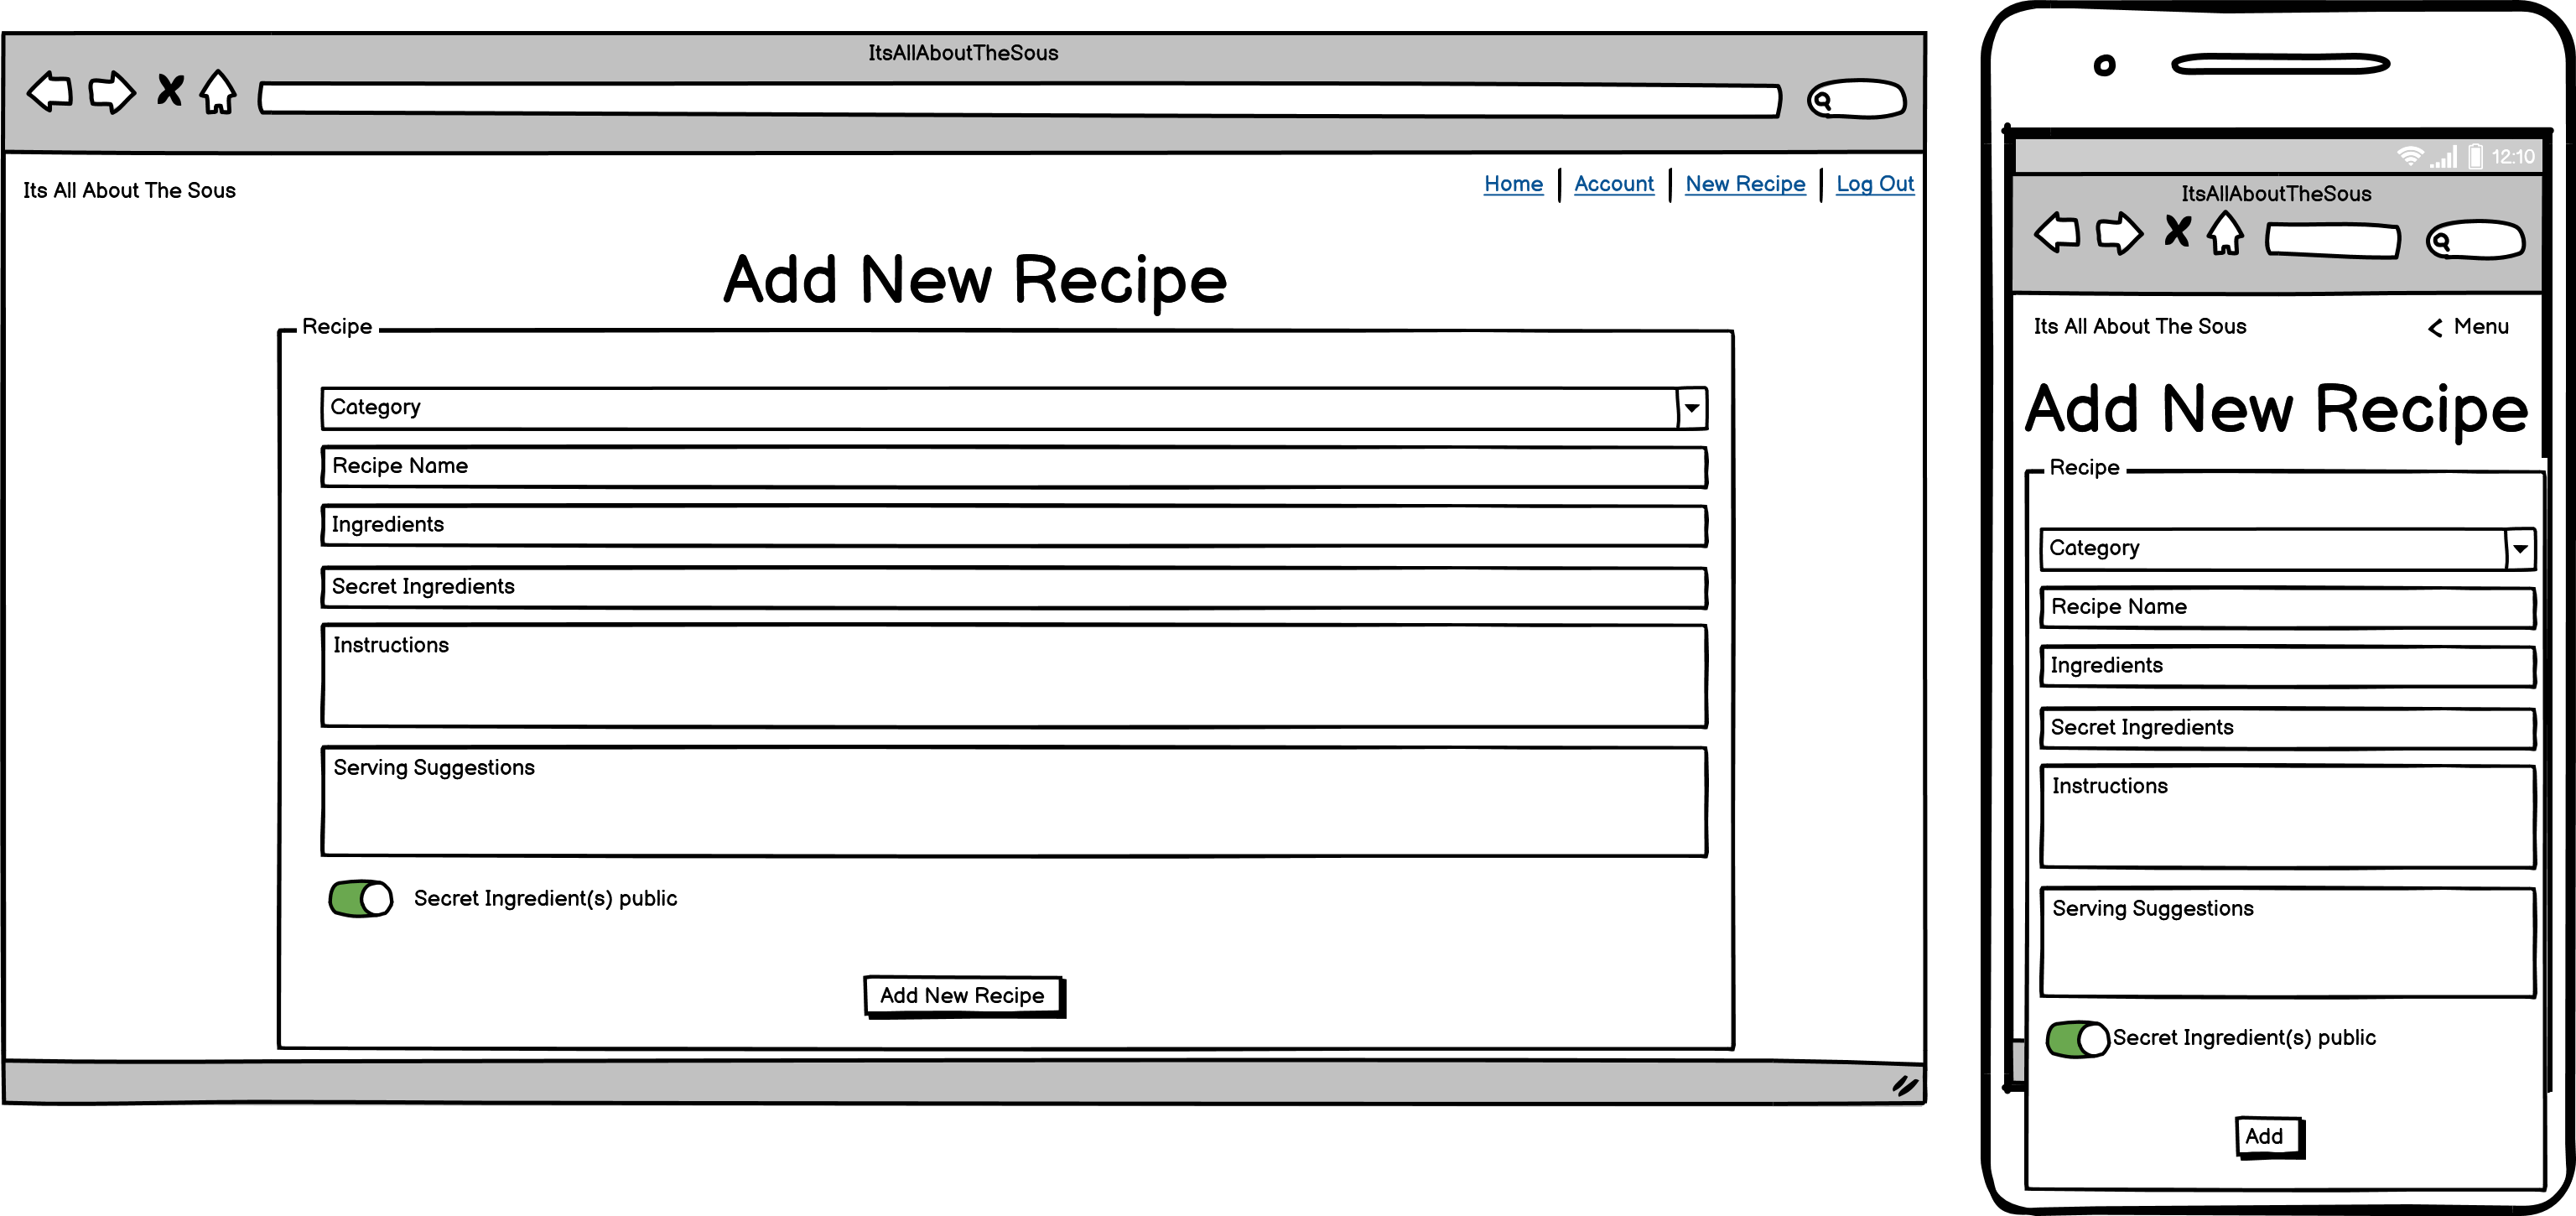 ItsAllAboutTheSous
Its All About The Sous
Home | Account | New Recipe | Log Out
Add New Recipe
Recipe
Category
Recipe Name
Ingredients
Secret Ingredients
Instructions
Serving Suggestions
Secret Ingredient(s) public
Add New Recipe
12:10
ItsAllAboutTheSous
Its All About The Sous
Menu
Add New Recipe
Recipe
Category
Recipe Name
Ingredients
Secret Ingredients
Instructions
Serving Suggestions
Secret Ingredient(s) public
Add